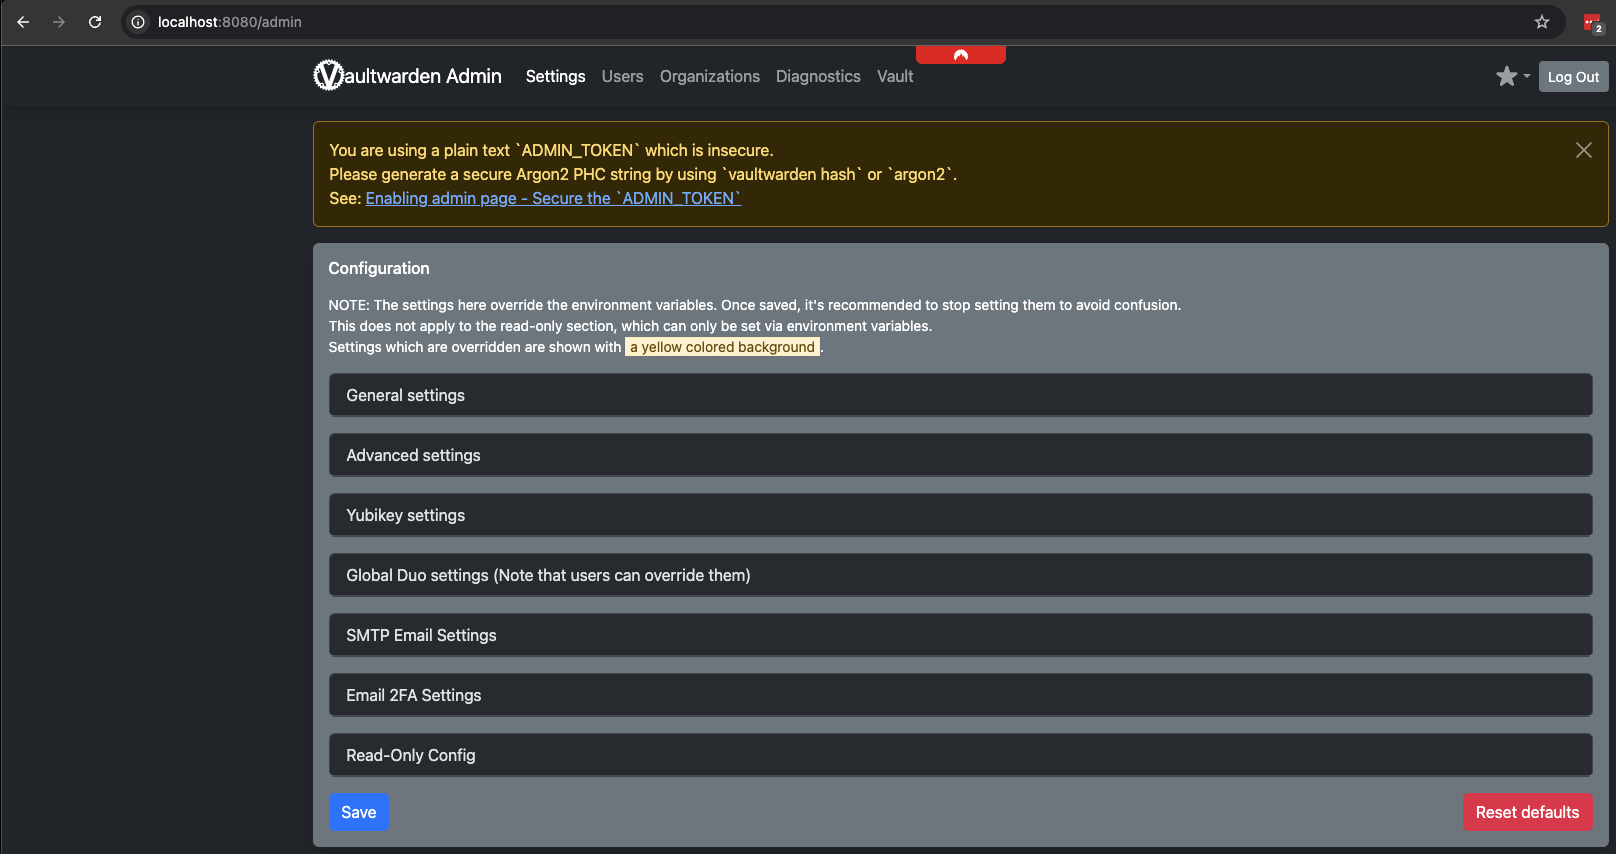 localhost:8080/admin
2
Vaultwarden Admin Settings Users Organizations Diagnostics Vault Log Out
You are using a plain text `ADMIN_TOKEN` which is insecure.
Please generate a secure Argon2 PHC string by using `vaultwarden hash` or `argon2`.
See: Enabling admin page - Secure the `ADMIN_TOKEN`
Configuration
NOTE: The settings here override the environment variables. Once saved, it's recommended to stop setting them to avoid confusion.
This does not apply to the read-only section, which can only be set via environment variables.
Settings which are overridden are shown with a yellow colored background.
General settings
Advanced settings
Yubikey settings
Global Duo settings (Note that users can override them)
SMTP Email Settings
Email 2FA Settings
Read-Only Config
Save Reset defaults